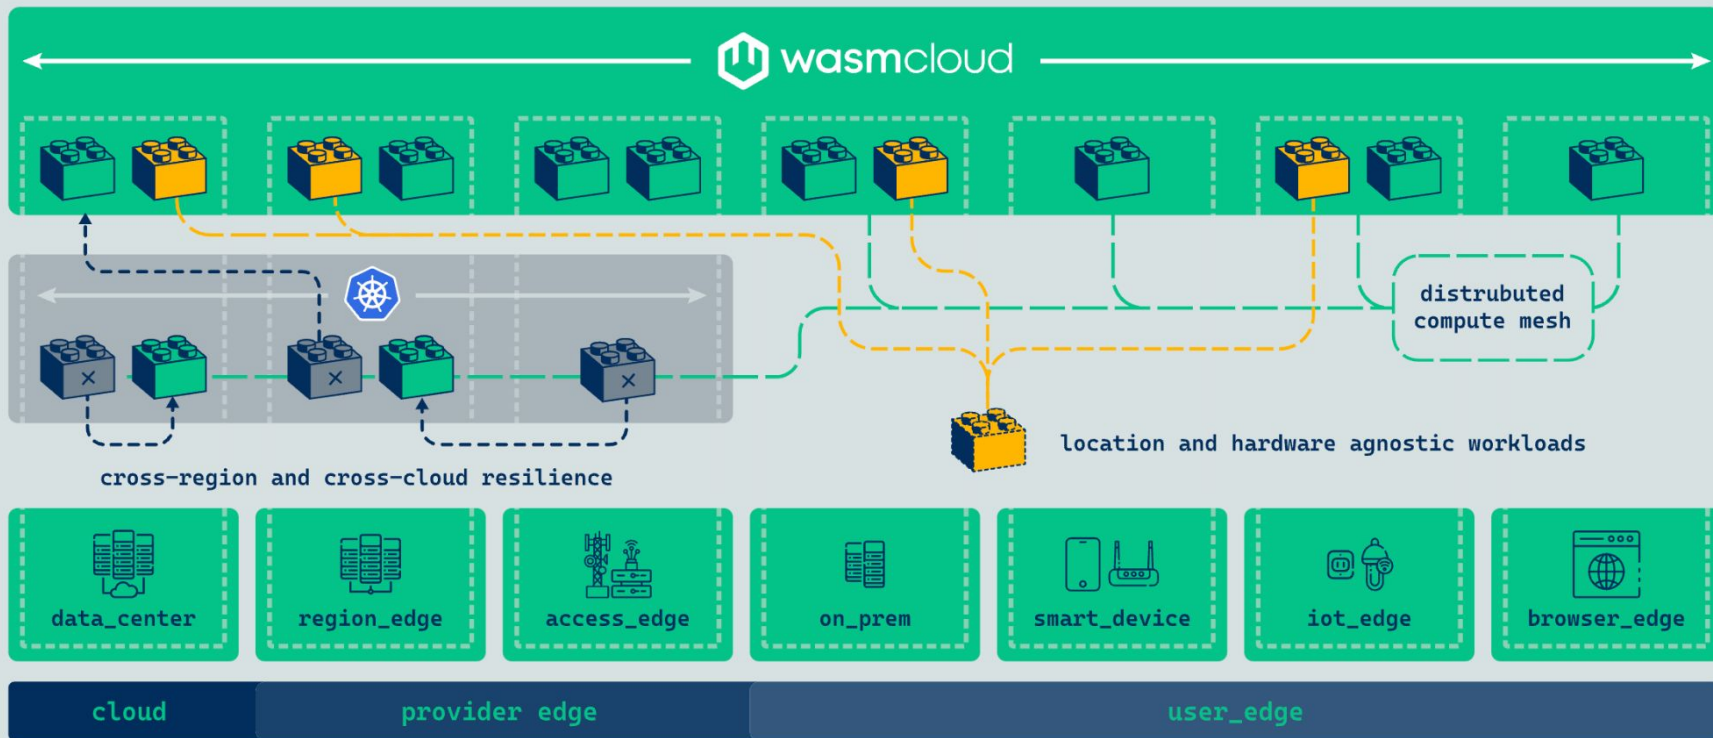 wasmcloud
distrubuted
compute mesh
location and hardware agnostic workloads
cross-region and cross-cloud resilience
data_center
region_edge
access_edge
on_prem
smart_device
iot_edge
browser_edge
cloud
provider edge
user_edge